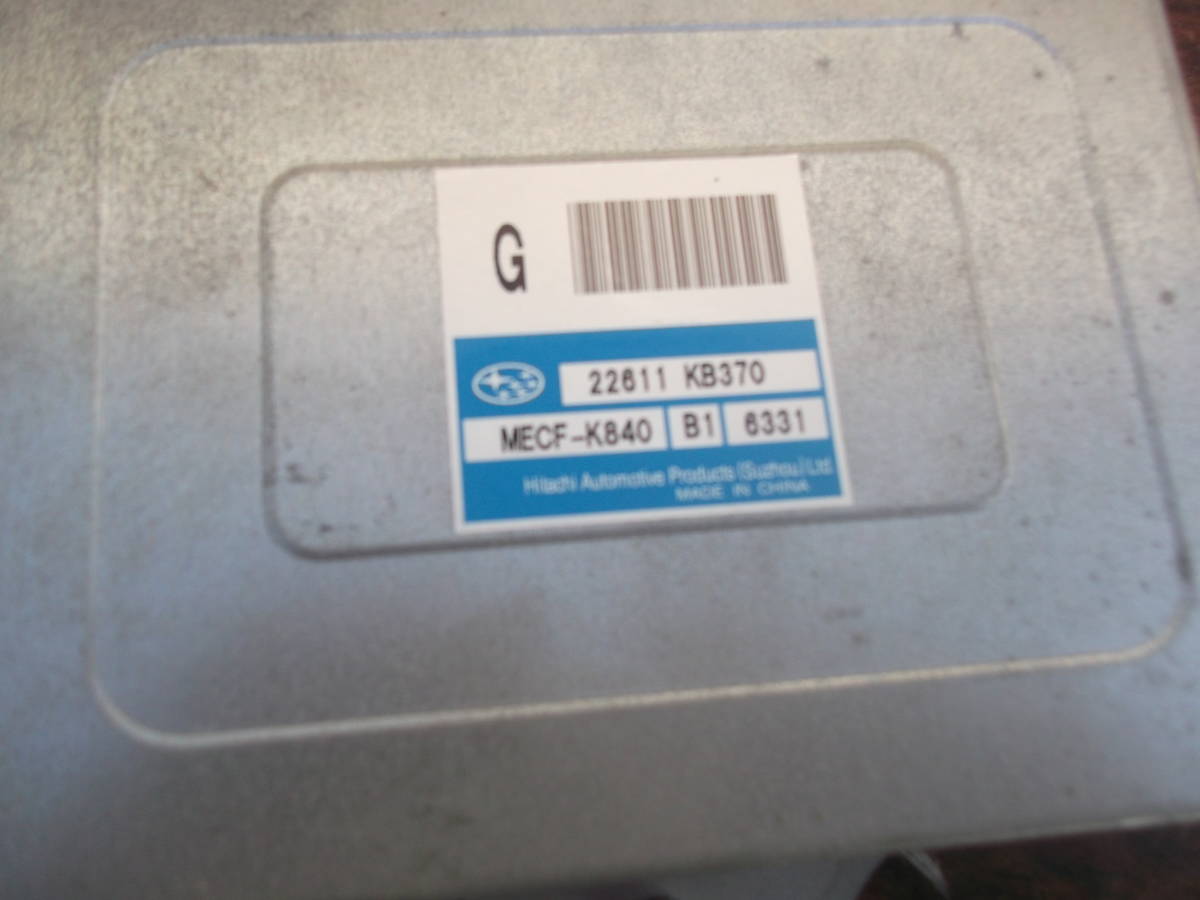 G
22611 KB370
MECF-K840 B1 6331
Hitachi Automotive Products (Suzhou) Ltd.
MADE IN CHINA